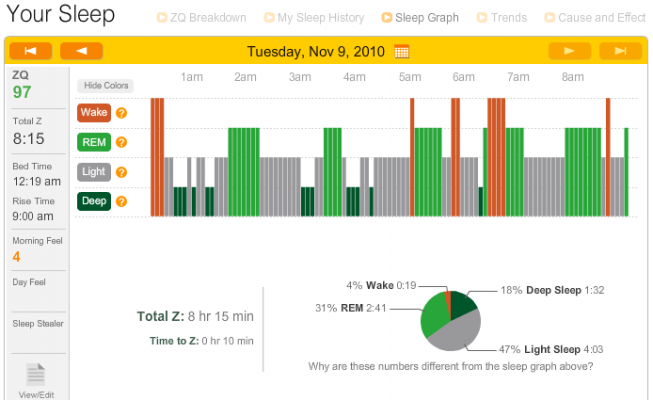 Your Sleep
ZQ Breakdown
My Sleep History
Sleep Graph
Trends
Cause and Effect
Tuesday, Nov 9, 2010
ZQ
97
Total Z
8:15
Bed Time
12:19 am
Rise Time
9:00 am
Morning Feel
4
Day Feel
Sleep Stealer
View/Edit
Hide Colors
1am 2am 3am 4am 5am 6am 7am 8am
Wake ?
REM ?
Light ?
Deep ?
Total Z: 8 hr 15 min
Time to Z: 0 hr 10 min
4% Wake 0:19
18% Deep Sleep 1:32
31% REM 2:41
47% Light Sleep 4:03
Why are these numbers different from the sleep graph above?